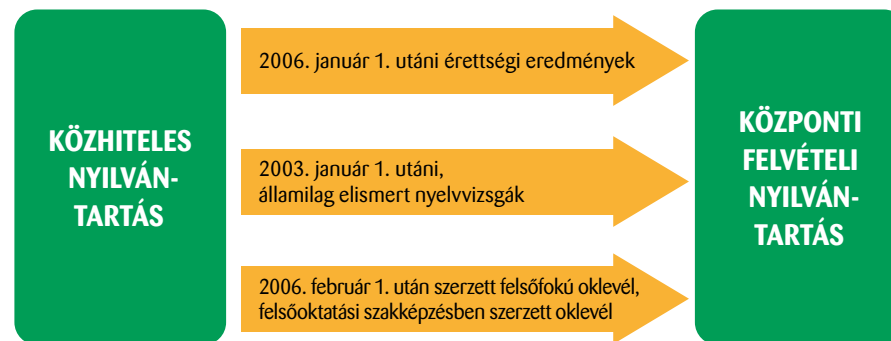 KÖZHITELES
NYILVÁN-
TARTÁS
2006. január 1. utáni érettségi eredmények
2003. január 1. utáni,
államilag elismert nyelvvizsgák
2006. február 1. után szerzett felsőfokú oklevél,
felsőoktatási szakképzésben szerzett oklevél
KÖZPONTI
FELVÉTELI
NYILVÁN-
TARTÁS